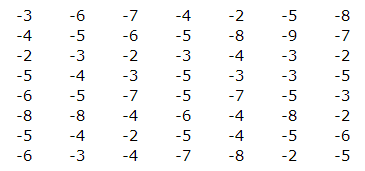 -3 -6 -7 -4 -2 -5 -8
-4 -5 -6 -5 -8 -9 -7
-2 -3 -2 -3 -4 -3 -2
-5 -4 -3 -5 -3 -3 -5
-6 -5 -7 -5 -7 -5 -3
-8 -8 -4 -6 -4 -8 -2
-5 -4 -2 -5 -4 -5 -6
-6 -3 -4 -7 -8 -2 -5